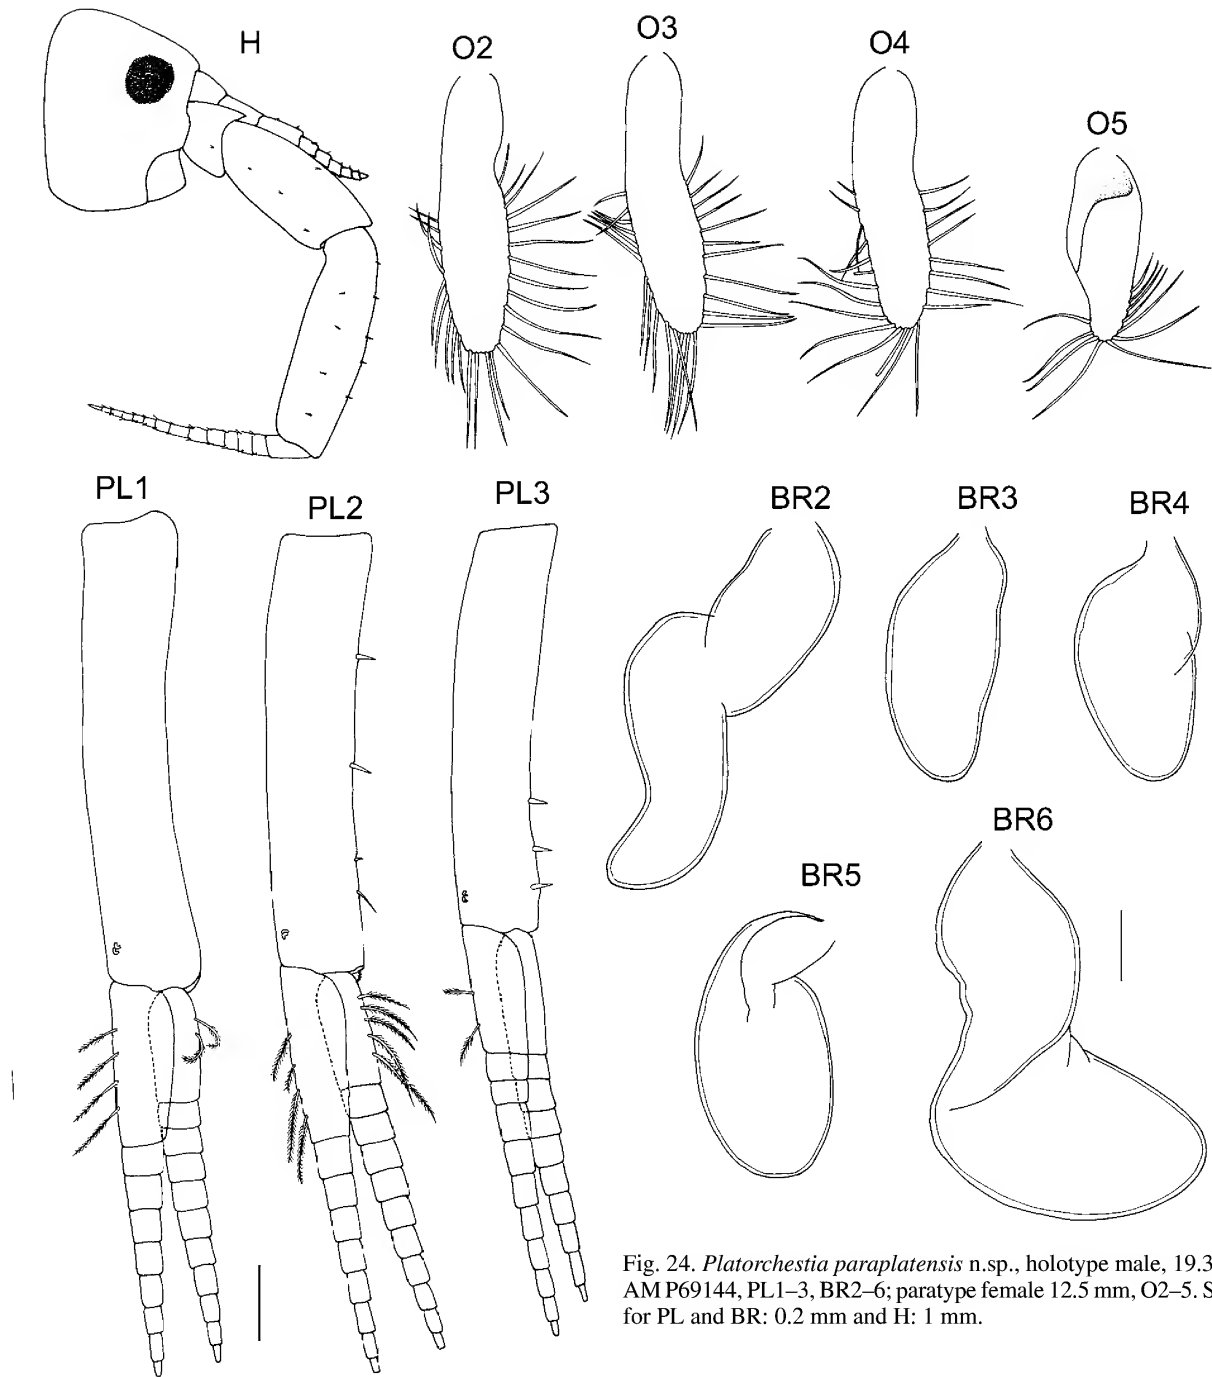 H
O2
O3
O4
O5
PL1
PL2
PL3
BR2
BR3
BR4
BR5
BR6
Fig. 24. Platorchestia paraplatensis n.sp., holotype male, 19.3
AM P69144, PL1–3, BR2–6; paratype female 12.5 mm, O2–5. S
for PL and BR: 0.2 mm and H: 1 mm.